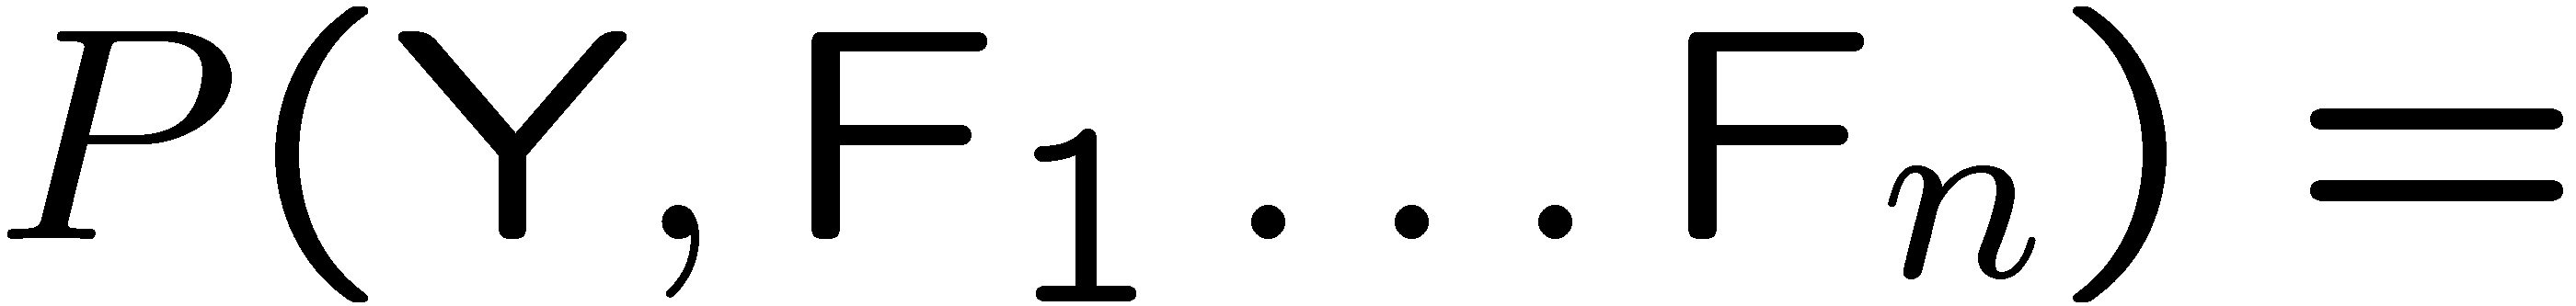 P(Y, F₁ . . . Fₙ) =